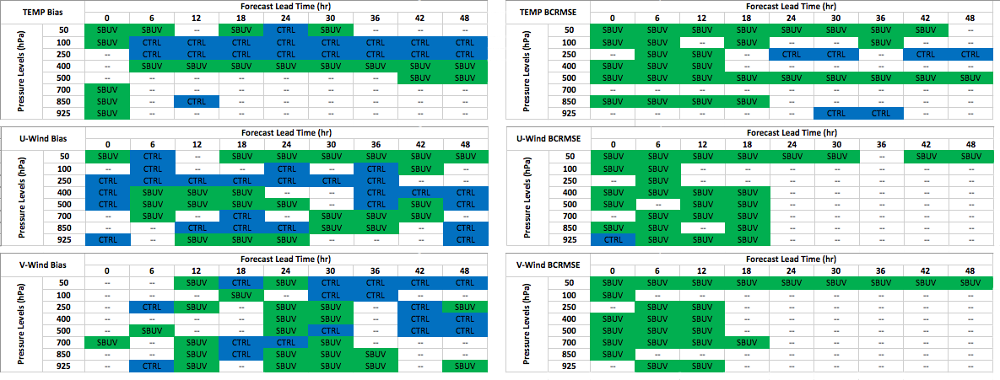 TEMP Bias
Forecast Lead Time (hr)
0 6 12 18 24 30 36 42 48
Pressure Levels (hPa)
50 SBUV SBUV -- SBUV CTRL SBUV -- -- --
100 SBUV CTRL CTRL CTRL CTRL CTRL CTRL CTRL CTRL
250 -- CTRL CTRL CTRL CTRL CTRL CTRL CTRL CTRL
400 -- SBUV SBUV SBUV SBUV SBUV SBUV SBUV SBUV
500 -- -- -- -- -- -- -- SBUV SBUV
700 SBUV -- -- -- -- -- -- -- --
850 SBUV -- CTRL -- -- -- -- -- --
925 SBUV -- -- -- -- -- -- -- --
TEMP BCRMSE
Forecast Lead Time (hr)
0 6 12 18 24 30 36 42 48
Pressure Levels (hPa)
50 SBUV SBUV SBUV SBUV SBUV SBUV SBUV SBUV --
100 SBUV SBUV -- SBUV -- -- SBUV -- --
250 -- SBUV SBUV -- CTRL CTRL -- CTRL CTRL
400 SBUV SBUV SBUV -- -- -- -- -- --
500 SBUV SBUV SBUV SBUV SBUV SBUV SBUV SBUV SBUV
700 -- -- -- -- -- -- -- -- --
850 SBUV SBUV SBUV SBUV -- -- -- -- --
925 -- -- -- -- -- CTRL CTRL -- --
U-Wind Bias
Forecast Lead Time (hr)
0 6 12 18 24 30 36 42 48
Pressure Levels (hPa)
50 SBUV CTRL -- SBUV SBUV SBUV SBUV SBUV SBUV
100 -- CTRL -- -- CTRL -- CTRL SBUV --
250 CTRL CTRL CTRL CTRL CTRL CTRL CTRL -- --
400 CTRL SBUV SBUV SBUV -- -- CTRL CTRL CTRL
500 CTRL SBUV SBUV SBUV SBUV -- CTRL SBUV CTRL
700 -- SBUV -- CTRL -- SBUV SBUV SBUV --
850 -- -- CTRL CTRL CTRL SBUV SBUV -- CTRL
925 CTRL -- SBUV SBUV SBUV -- -- -- CTRL
U-Wind BCRMSE
Forecast Lead Time (hr)
0 6 12 18 24 30 36 42 48
Pressure Levels (hPa)
50 SBUV SBUV SBUV SBUV SBUV SBUV -- SBUV SBUV
100 SBUV SBUV -- -- -- -- -- -- --
250 -- SBUV -- -- -- -- -- -- --
400 SBUV SBUV SBUV SBUV -- -- -- -- --
500 SBUV -- SBUV SBUV -- -- -- -- --
700 -- SBUV SBUV SBUV -- -- -- -- --
850 SBUV SBUV -- SBUV -- -- -- -- --
925 CTRL SBUV SBUV SBUV -- -- -- -- --
V-Wind Bias
Forecast Lead Time (hr)
0 6 12 18 24 30 36 42 48
Pressure Levels (hPa)
50 -- -- SBUV CTRL SBUV CTRL CTRL CTRL CTRL
100 -- -- -- SBUV -- CTRL CTRL -- --
250 -- CTRL SBUV -- SBUV SBUV -- CTRL SBUV
400 -- -- -- -- SBUV SBUV -- CTRL CTRL
500 -- SBUV -- -- SBUV CTRL -- CTRL CTRL
700 SBUV -- SBUV CTRL CTRL SBUV -- -- --
850 -- -- SBUV CTRL SBUV SBUV SBUV -- --
925 -- CTRL SBUV -- SBUV SBUV SBUV -- SBUV
V-Wind BCRMSE
Forecast Lead Time (hr)
0 6 12 18 24 30 36 42 48
Pressure Levels (hPa)
50 SBUV SBUV SBUV SBUV SBUV SBUV SBUV SBUV SBUV
100 SBUV -- -- -- -- -- -- -- --
250 -- SBUV SBUV -- -- -- -- -- --
400 SBUV SBUV SBUV -- -- -- -- -- --
500 SBUV SBUV SBUV -- -- -- -- -- --
700 SBUV SBUV SBUV SBUV -- -- -- -- --
850 SBUV SBUV -- -- -- -- -- -- --
925 -- SBUV SBUV -- -- -- -- -- --